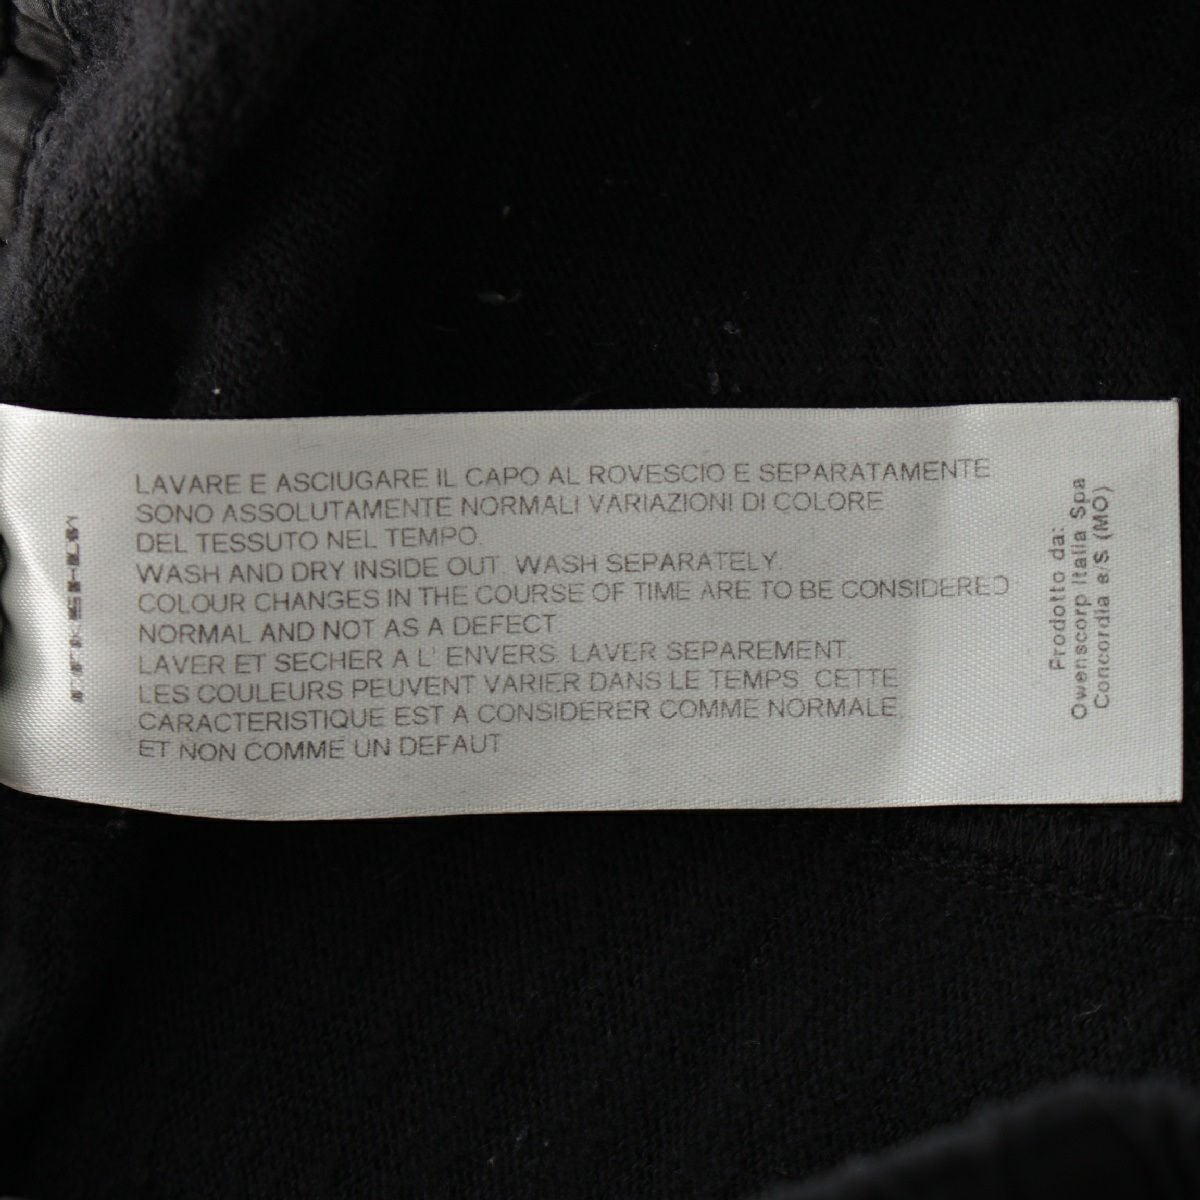 LAVARE E ASCIUGARE IL CAPO AL ROVESCIO E SEPARATAMENTE
SONO ASSOLUTAMENTE NORMALI VARIAZIONI DI COLORE
DEL TESSUTO NEL TEMPO.
WASH AND DRY INSIDE OUT. WASH SEPARATELY.
COLOUR CHANGES IN THE COURSE OF TIME ARE TO BE CONSIDERED
NORMAL AND NOT AS A DEFECT
LAVER ET SECHER A L' ENVERS. LAVER SEPAREMENT.
LES COULEURS PEUVENT VARIER DANS LE TEMPS. CETTE
CARACTERISTIQUE EST A CONSIDERER COMME NORMALE,
ET NON COMME UN DEFAUT
Prodotto da:
Owenscorp Italia Spa
Concordia s/S (MO)